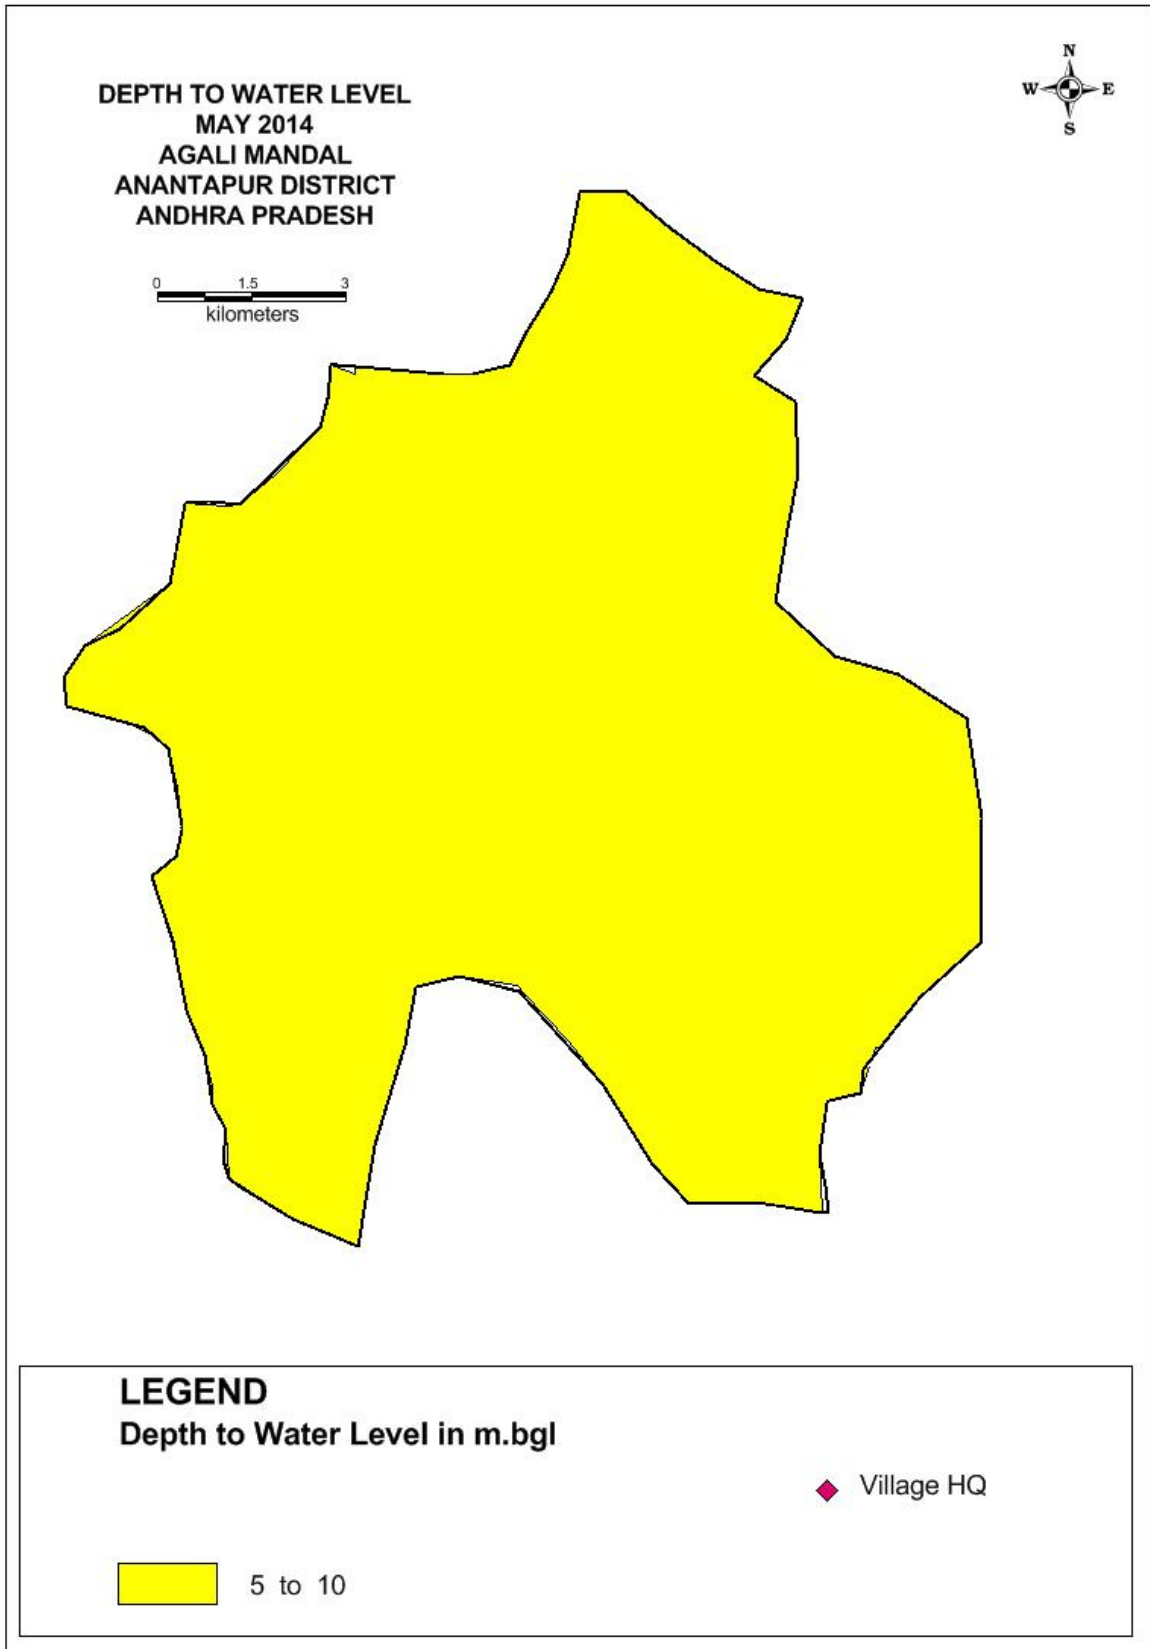 DEPTH TO WATER LEVEL
MAY 2014
AGALI MANDAL
ANANTAPUR DISTRICT
ANDHRA PRADESH
N
W E
S
0 1.5 3
kilometers
LEGEND
Depth to Water Level in m.bgl
Village HQ
5 to 10